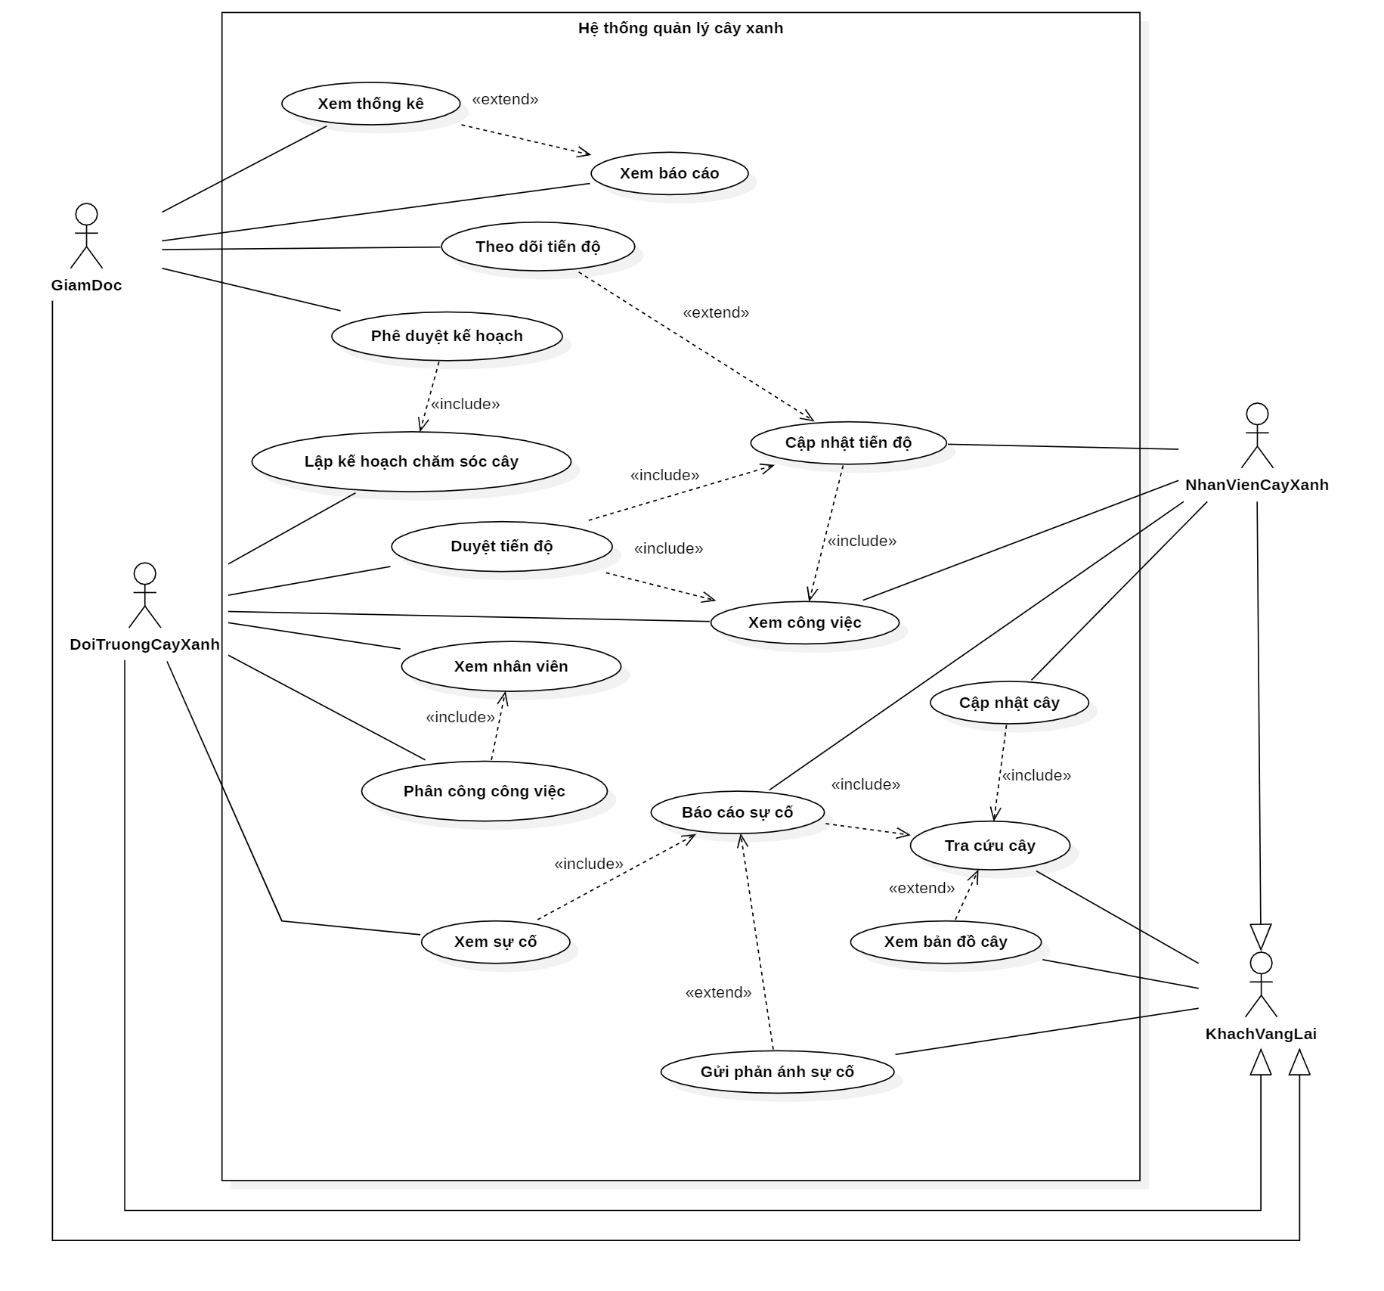 Hệ thống quản lý cây xanh
Xem thống kê
«extend»
Xem báo cáo
Theo dõi tiến độ
GiamDoc
«extend»
Phê duyệt kế hoạch
«include»
Cập nhật tiến độ
Lập kế hoạch chăm sóc cây
«include»
NhanVienCayXanh
Duyệt tiến độ
«include»
«include»
Xem công việc
DoiTruongCayXanh
Xem nhân viên
Cập nhật cây
«include»
«include»
Phân công công việc
«include»
Báo cáo sự cố
Tra cứu cây
«include»
«extend»
Xem sự cố
Xem bản đồ cây
«extend»
KhachVangLai
Gửi phản ánh sự cố